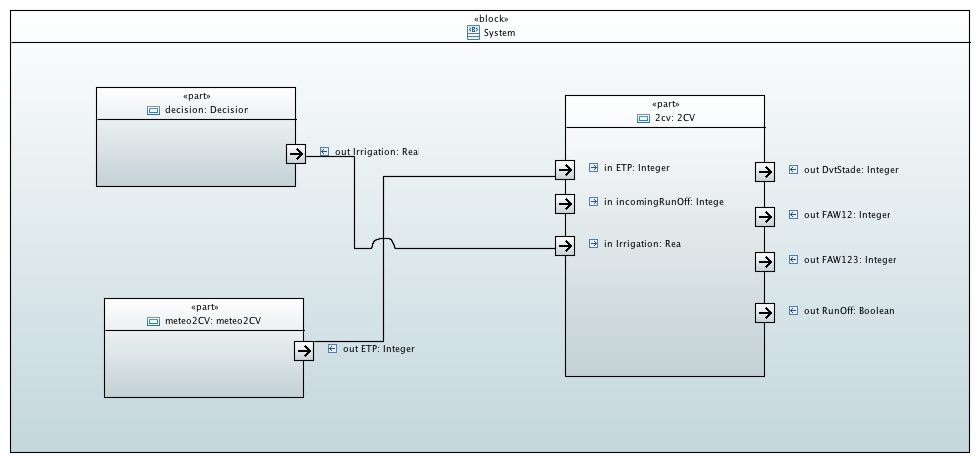 «block»
System
«part»
decision: Decision
out Irrigation: Rea
«part»
2cv: 2CV
in ETP: Integer
in incomingRunOff: Intege
in Irrigation: Rea
out DvtStade: Integer
out FAW12: Integer
out FAW123: Integer
out RunOff: Boolean
«part»
meteo2CV: meteo2CV
out ETP: Integer